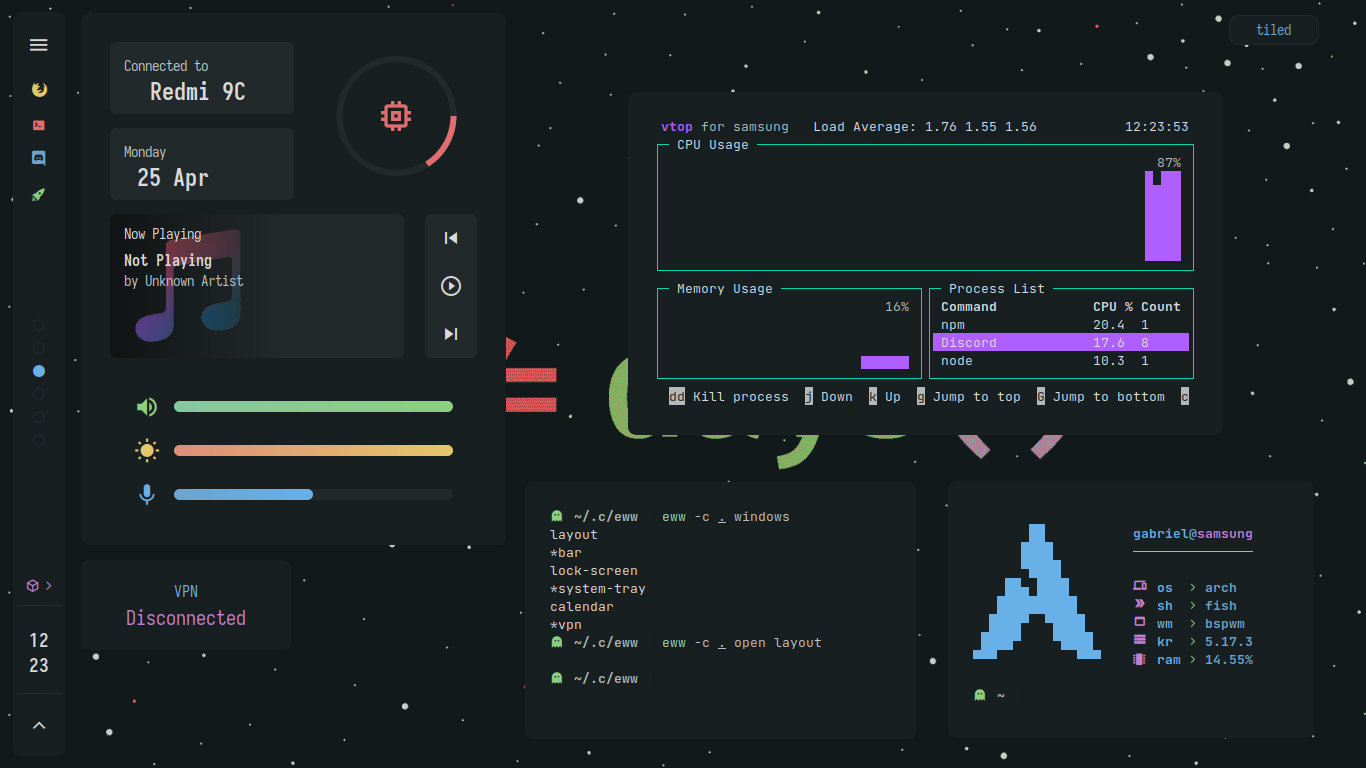 tiled
Connected to
Redmi 9C
Monday
25 Apr
Now Playing
Not Playing
by Unknown Artist
VPN
Disconnected
12
23
vtop for samsung Load Average: 1.76 1.55 1.56 12:23:53
CPU Usage
87%
Memory Usage
16%
Process List
Command CPU % Count
npm 20.4 1
Discord 17.6 8
node 10.3 1
dd Kill process j Down k Up g Jump to top G Jump to bottom c
~/.c/eww eww -c . windows
layout
*bar
lock-screen
*system-tray
calendar
*vpn
~/.c/eww eww -c . open layout
~/.c/eww
gabriel@samsung
os > arch
sh > fish
wm > bspwm
kr > 5.17.3
ram > 14.55%
~